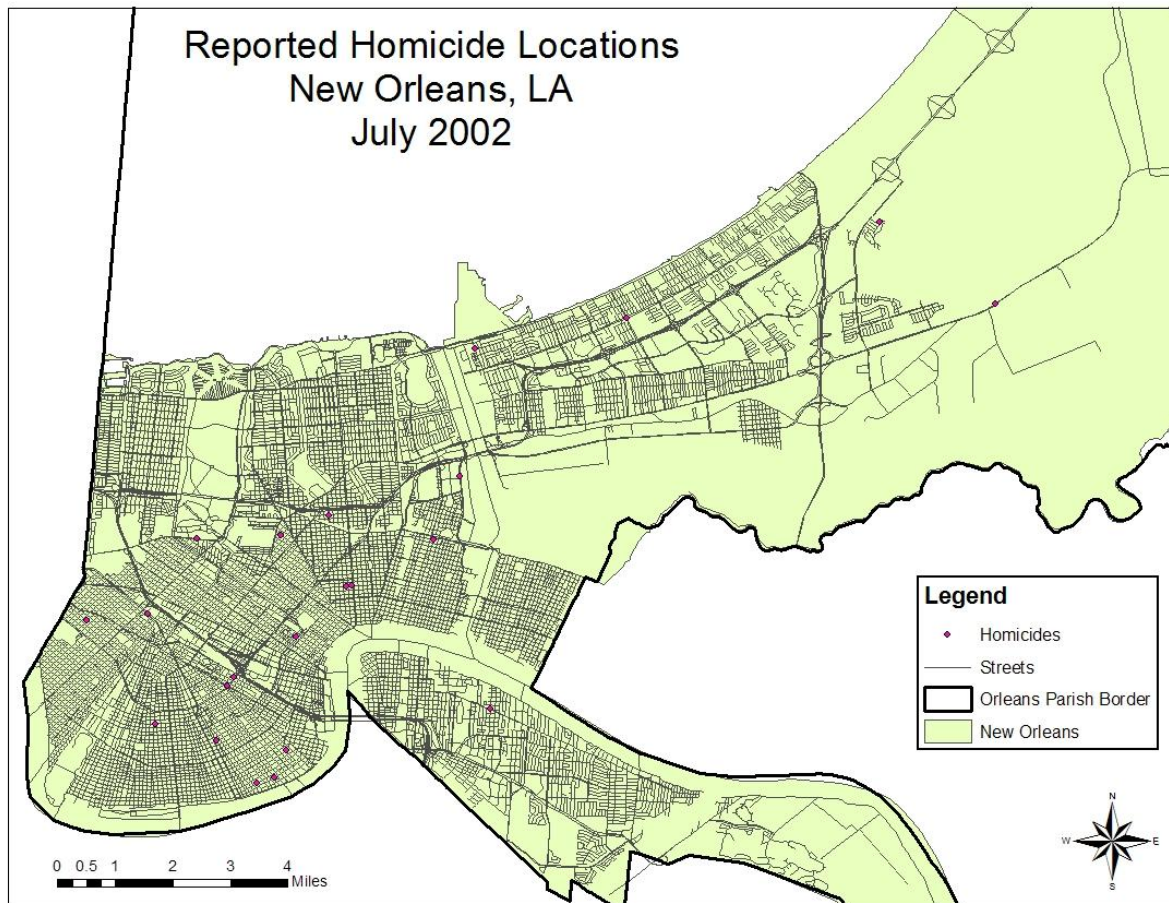 Reported Homicide Locations
New Orleans, LA
July 2002
Legend
Homicides
Streets
Orleans Parish Border
New Orleans
N
W E
S
0 0.5 1 2 3 4
Miles